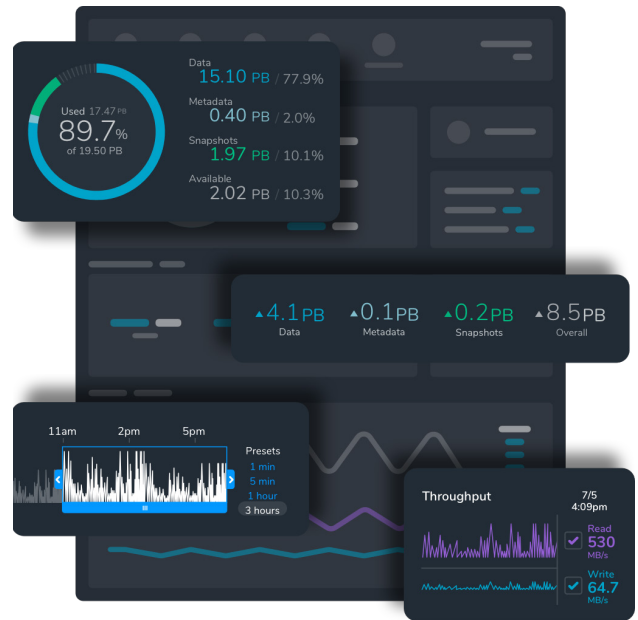 Used 17.47 PB
89.7%
of 19.50 PB
Data
15.10 PB / 77.9%
Metadata
0.40 PB / 2.0%
Snapshots
1.97 PB / 10.1%
Available
2.02 PB / 10.3%
▲4.1PB ▲0.1PB ▲0.2PB ▲8.5PB
Data Metadata Snapshots Overall
11am 2pm 5pm
Presets
1 min
5 min
1 hour
3 hours
Throughput
7/5
4:09pm
Read
530
MB/s
Write
64.7
MB/s